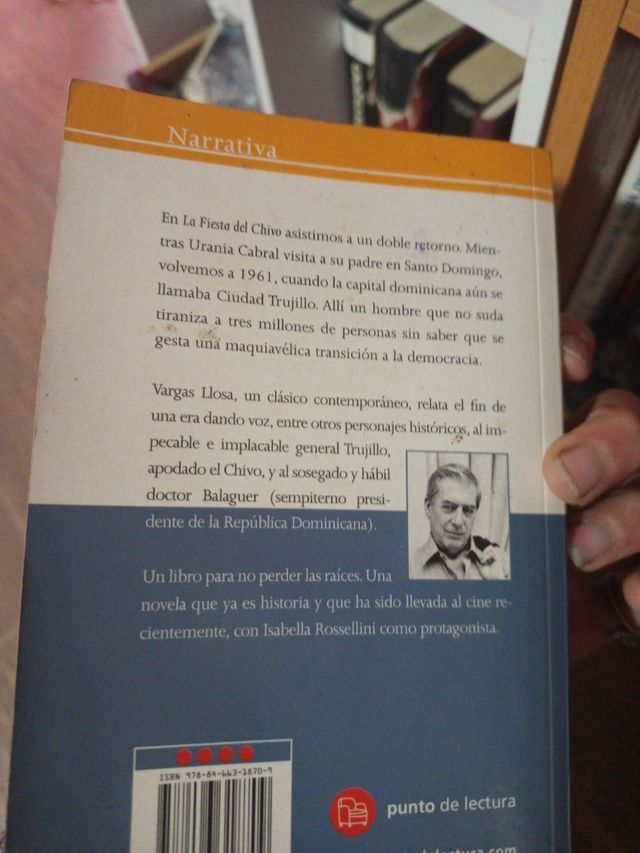 Narrativa
En La Fiesta del Chivo asistimos a un doble retorno. Mien-
tras Urania Cabral visita a su padre en Santo Domingo,
volvemos a 1961, cuando la capital dominicana aún se
llamaba Ciudad Trujillo. Allí un hombre que no suda
tiraniza a tres millones de personas sin saber que se
gesta una maquiavélica transición a la democracia.
Vargas Llosa, un clásico contemporáneo, relata el fin de
una era dando voz, entre otros personajes históricos, al im-
pecable e implacable general Trujillo,
apodado el Chivo, y al sosegado y hábil
doctor Balaguer (sempiterno presi-
dente de la República Dominicana).
Un libro para no perder las raíces. Una
novela que ya es historia y que ha sido llevada al cine re-
cientemente, con Isabella Rossellini como protagonista.
ISBN 978-84-663-1870-9
punto de lectura